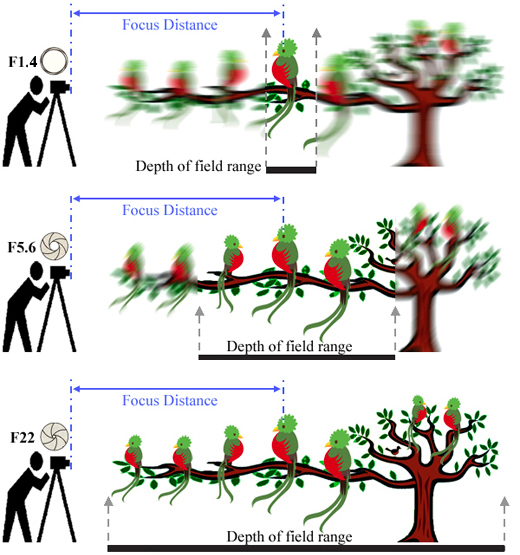 Focus Distance
F1.4
Depth of field range
Focus Distance
F5.6
Depth of field range
Focus Distance
F22
Depth of field range